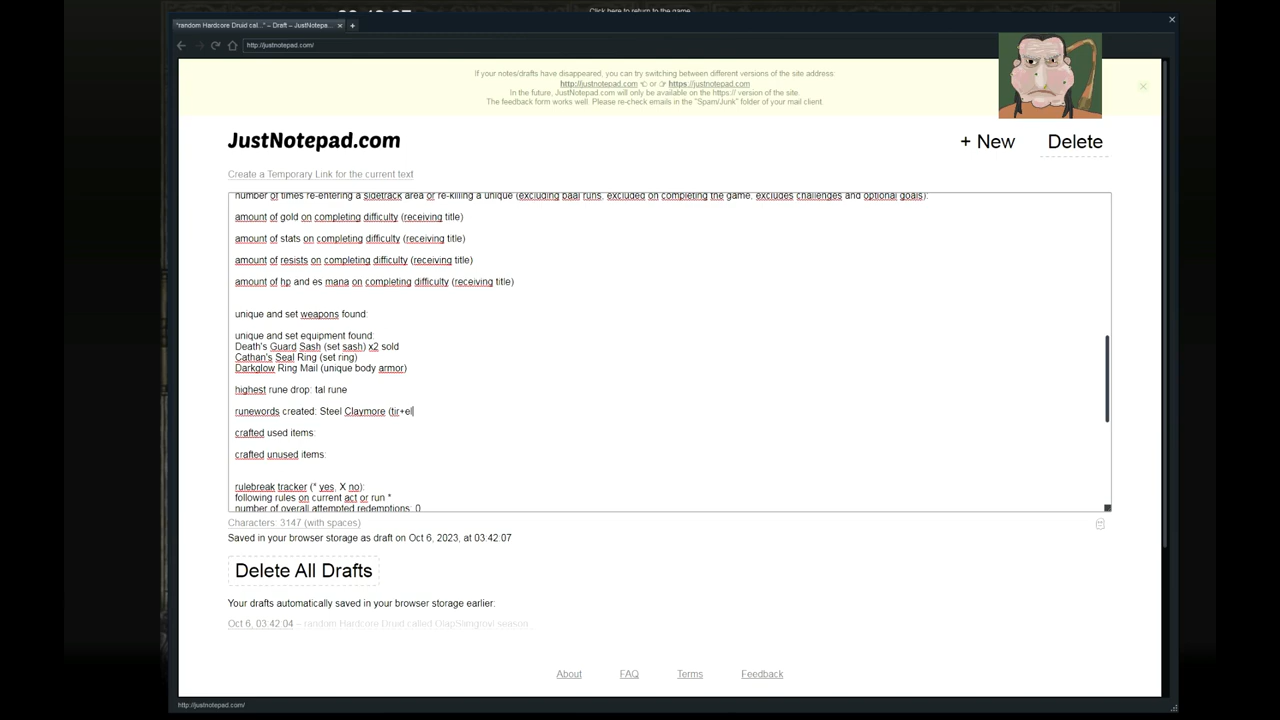 Click here to return to the game
"random Hardcore Druid cal..." – Draft – JustNotepa...
http://justnotepad.com/
If your notes/drafts have disappeared, you can try switching between different versions of the site address:
http://justnotepad.com or https://justnotepad.com
In the future, JustNotepad.com will only be available on the https:// version of the site.
The feedback form works well. Please re-check emails in the "Spam/Junk" folder of your mail client.
JustNotepad.com
+ New
Delete
Create a Temporary Link for the current text
number of times re-entering a sidetrack area or re-killing a unique (excluding baal runs, excluded on completing the game, excludes challenges and optional goals):
amount of gold on completing difficulty (receiving title)
amount of stats on completing difficulty (receiving title)
amount of resists on completing difficulty (receiving title)
amount of hp and es mana on completing difficulty (receiving title)
unique and set weapons found:
unique and set equipment found:
Death's Guard Sash (set sash) x2 sold
Cathan's Seal Ring (set ring)
Darkglow Ring Mail (unique body armor)
highest rune drop: tal rune
runewords created: Steel Claymore (tir+el
crafted used items:
crafted unused items:
rulebreak tracker (* yes, X no):
following rules on current act or run *
number of overall attempted redemptions 0
Characters: 3147 (with spaces)
Saved in your browser storage as draft on Oct 6, 2023, at 03.42.07
Delete All Drafts
Your drafts automatically saved in your browser storage earlier:
Oct 6, 03.42.04 – random Hardcore Druid called season...
About
FAQ
Terms
Feedback
http://justnotepad.com/